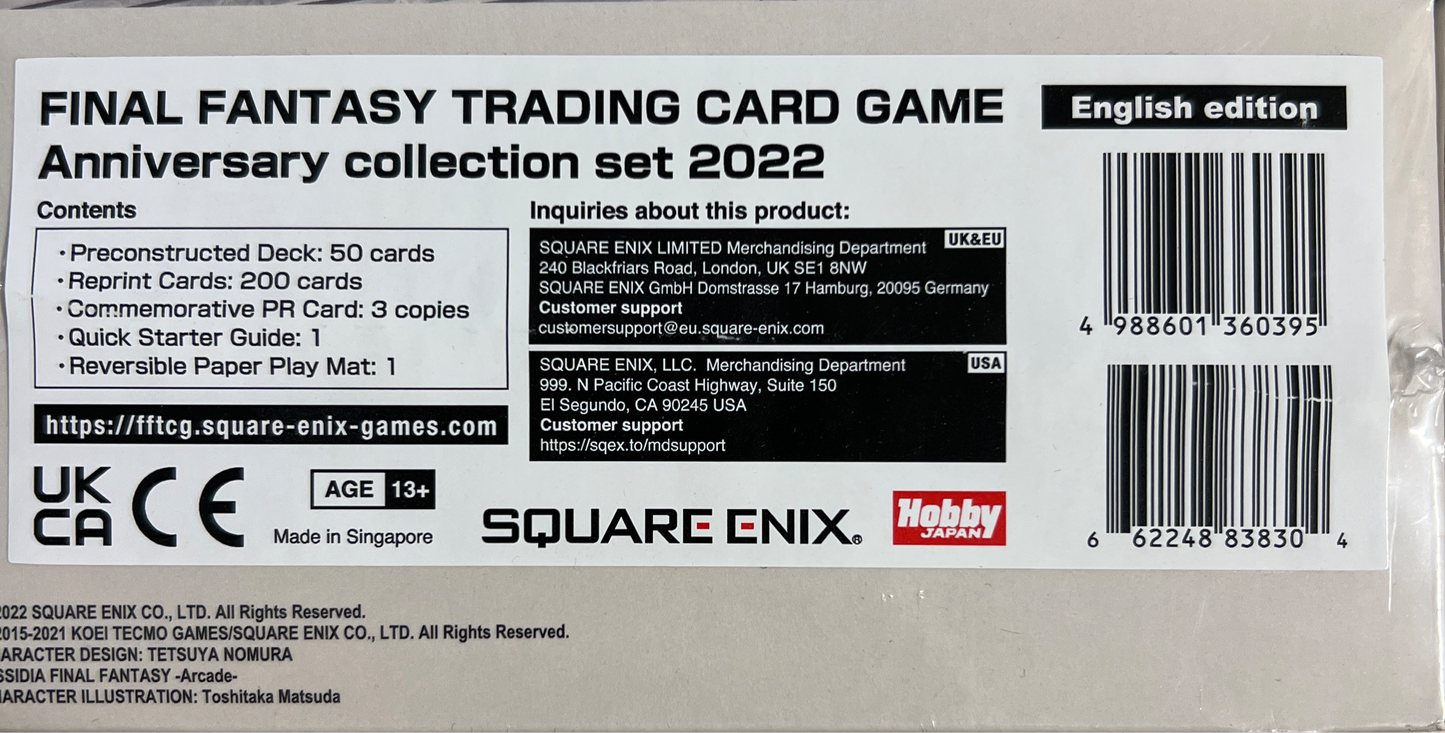 FINAL FANTASY TRADING CARD GAME
Anniversary collection set 2022
English edition
Contents
・Preconstructed Deck: 50 cards
・Reprint Cards: 200 cards
・Commemorative PR Card: 3 copies
・Quick Starter Guide: 1
・Reversible Paper Play Mat: 1
https://fftcg.square-enix-games.com
UK
CA CE
AGE 13+
Made in Singapore
Inquiries about this product:
UK&EU
SQUARE ENIX LIMITED Merchandising Department
240 Blackfriars Road, London, UK SE1 8NW
SQUARE ENIX GmbH Domstrasse 17 Hamburg, 20095 Germany
Customer support
customersupport@eu.square-enix.com
USA
SQUARE ENIX, LLC. Merchandising Department
999. N Pacific Coast Highway, Suite 150
El Segundo, CA 90245 USA
Customer support
https://sqex.to/mdsupport
SQUARE ENIX®
Hobby
JAPAN
4 988601 360395
6 62248 83830 4
2022 SQUARE ENIX CO., LTD. All Rights Reserved.
2015-2021 KOEI TECMO GAMES/SQUARE ENIX CO., LTD. All Rights Reserved.
ARACTER DESIGN: TETSUYA NOMURA
SSIDIA FINAL FANTASY -Arcade-
ARACTER ILLUSTRATION: Toshitaka Matsuda